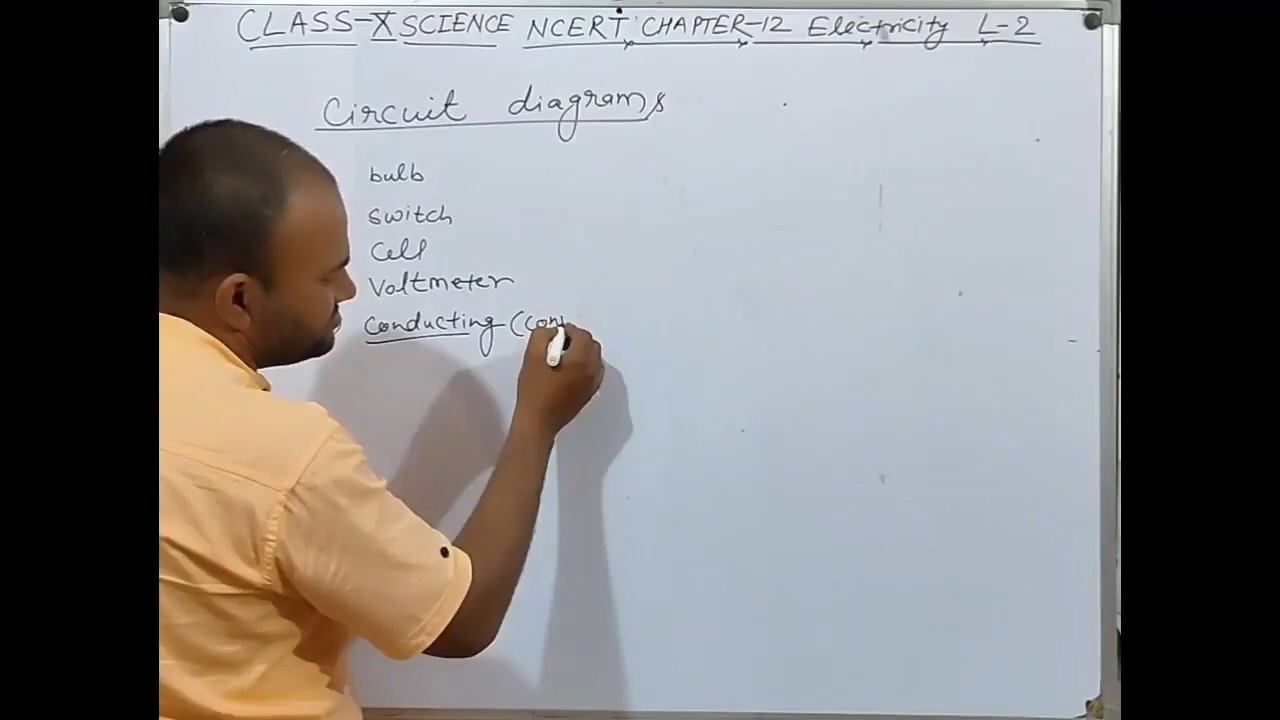 CLASS-X SCIENCE NCERT CHAPTER-12 Electricity L-2
Circuit diagrams
bulb
switch
Cell
Voltmeter
Conducting (con